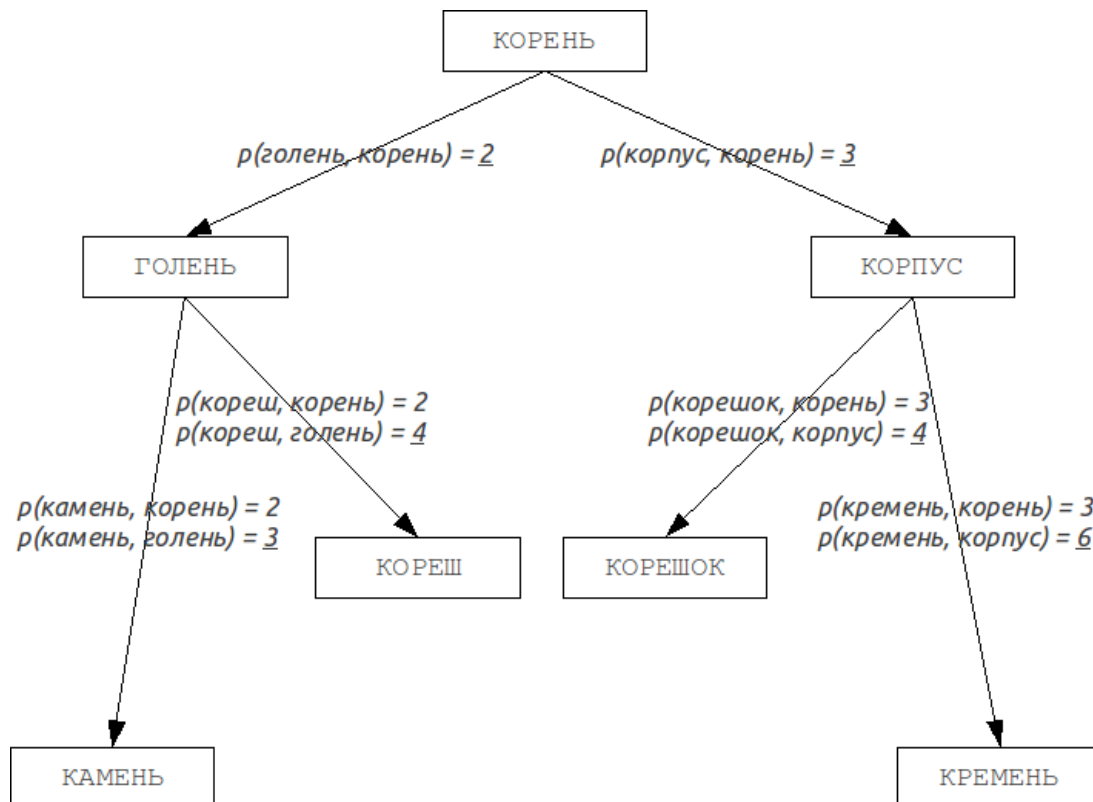 КОРЕНЬ
p(голень, корень) = 2
p(корпус, корень) = 3
ГОЛЕНЬ
КОРПУС
p(кореш, корень) = 2
p(кореш, голень) = 4
p(корешок, корень) = 3
p(корешок, корпус) = 4
p(камень, корень) = 2
p(камень, голень) = 3
p(кремень, корень) = 3
p(кремень, корпус) = 6
КОРЕШ
КОРЕШОК
КАМЕНЬ
КРЕМЕНЬ